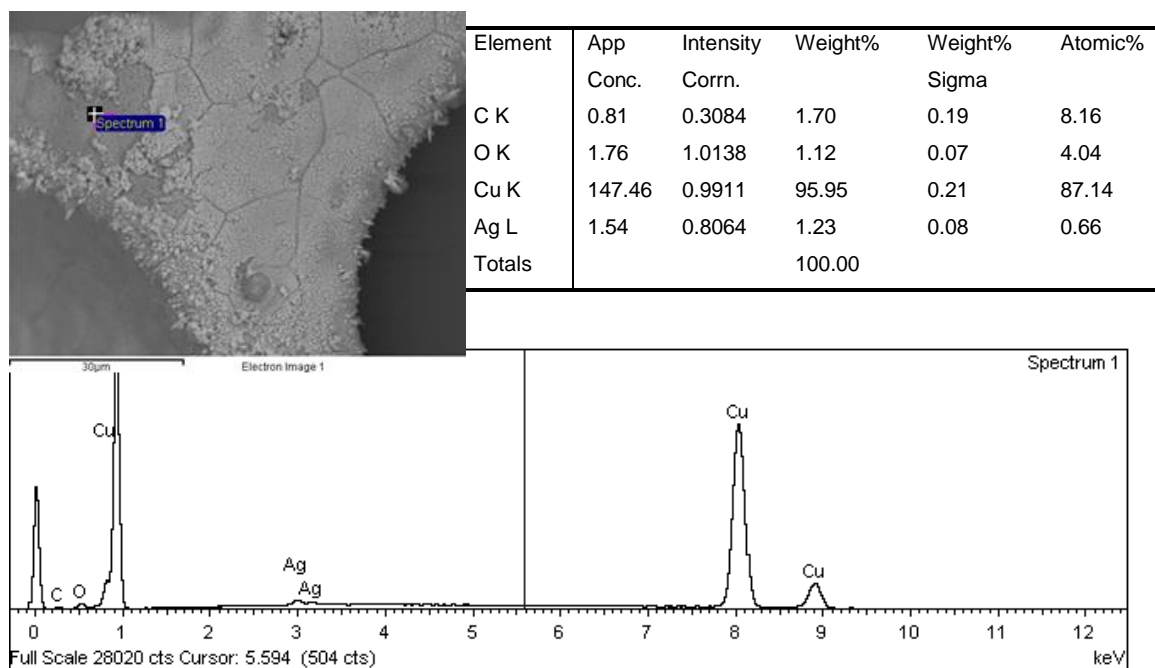 Element App Intensity Weight% Weight% Atomic%
Conc. Corrn. Sigma
C K 0.81 0.3084 1.70 0.19 8.16
O K 1.76 1.0138 1.12 0.07 4.04
Cu K 147.46 0.9911 95.95 0.21 87.14
Ag L 1.54 0.8064 1.23 0.08 0.66
Totals 100.00
Spectrum 1
30µm Electron Image 1
Spectrum 1
Cu
Cu
Ag
Ag
Cu
C O
0 1 2 3 4 5 6 7 8 9 10 11 12
Full Scale 28020 cts Cursor: 5.594 (504 cts) keV